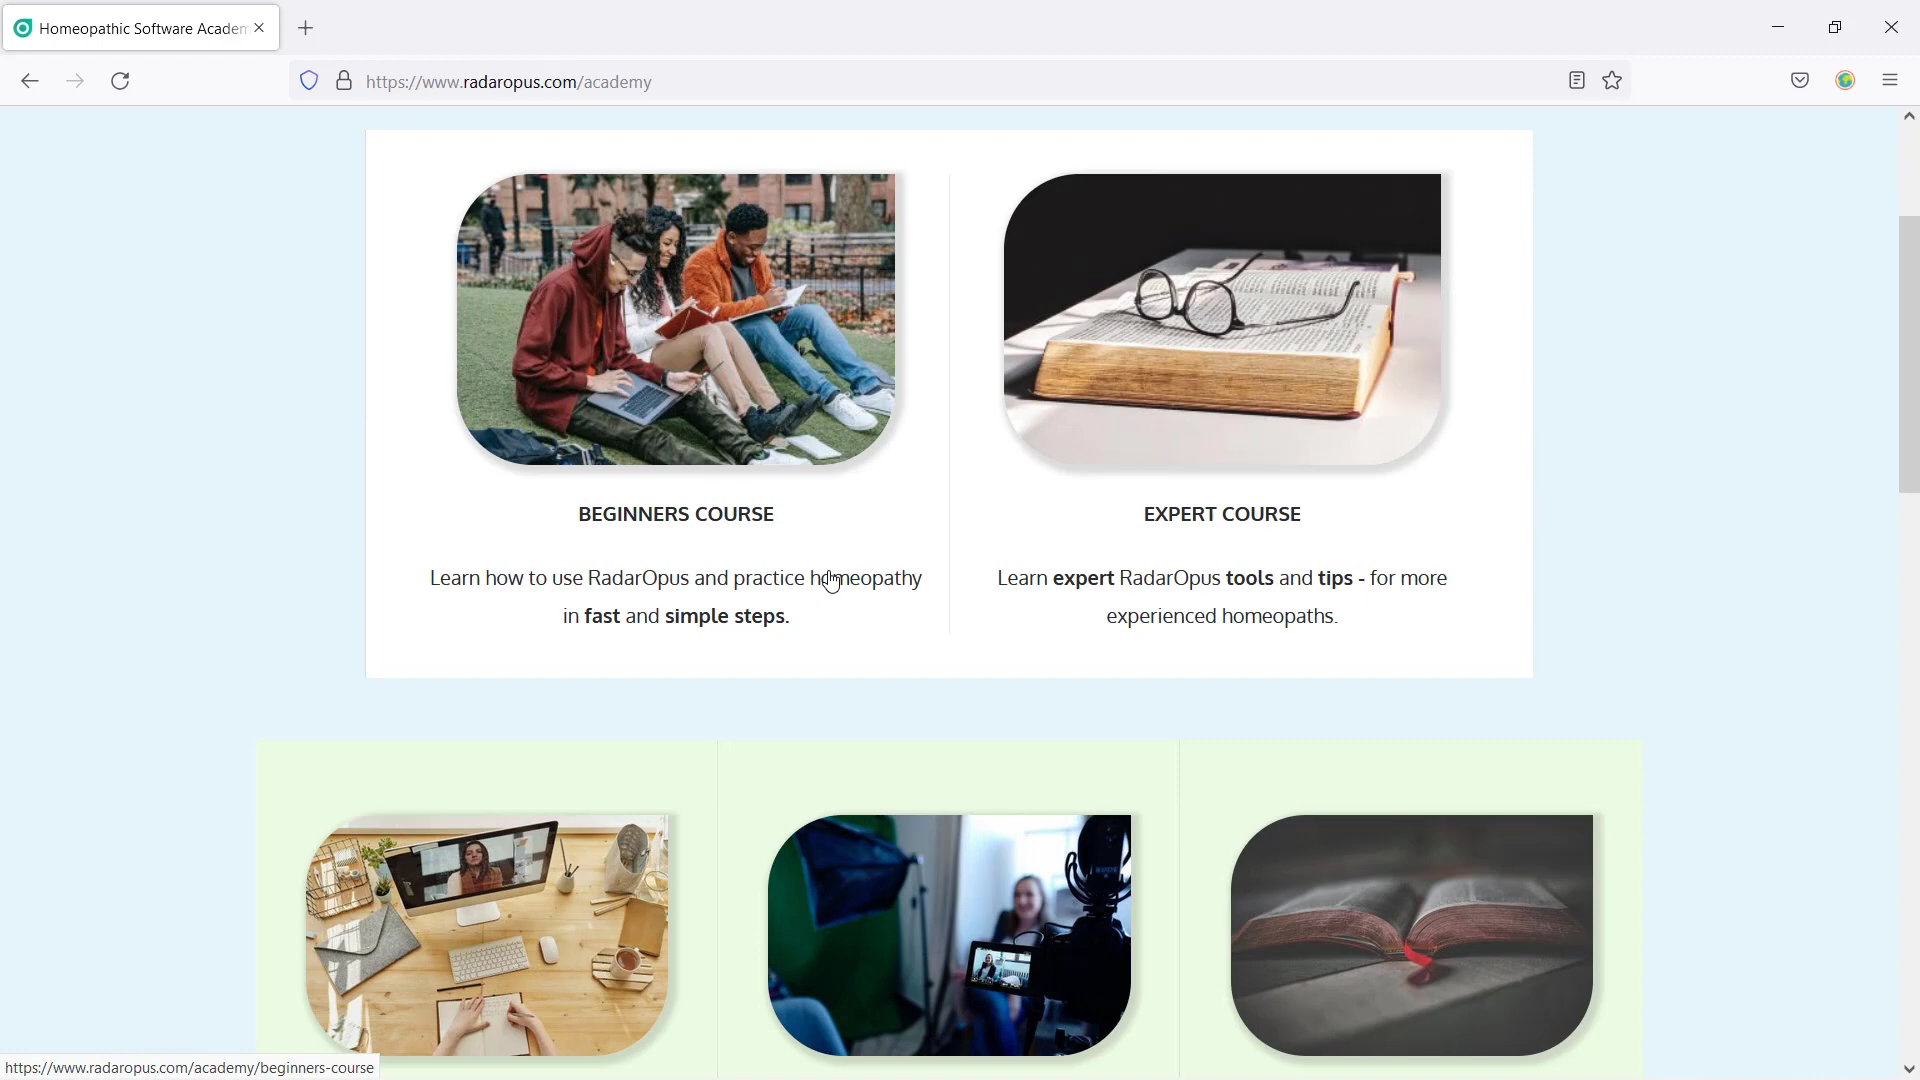 Homeopathic Software Academ
https://www.radaropus.com/academy
BEGINNERS COURSE
Learn how to use RadarOpus and practice homeopathy
in fast and simple steps.
EXPERT COURSE
Learn expert RadarOpus tools and tips - for more
experienced homeopaths.
https://www.radaropus.com/academy/beginners-course